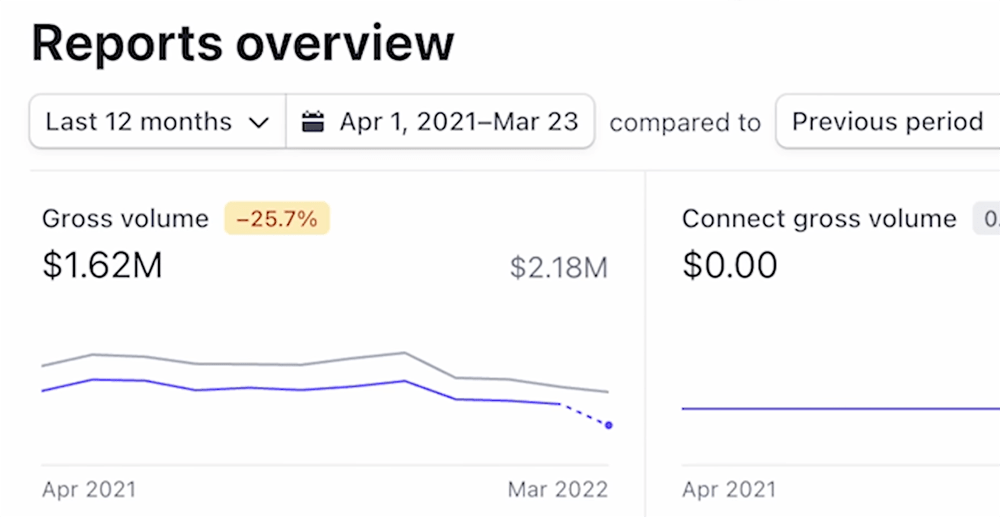 Reports overview
Last 12 months Apr 1, 2021–Mar 23 compared to Previous period
Gross volume –25.7%
$1.62M $2.18M
Apr 2021 Mar 2022
Connect gross volume 0.
$0.00
Apr 2021